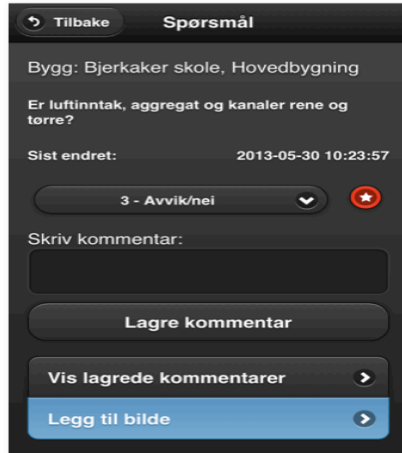 Tilbake Spørsmål
Bygg: Bjerkaker skole, Hovedbygning
Er luftinntak, aggregat og kanaler rene og
tørre?
Sist endret: 2013-05-30 10:23:57
3 - Avvik/nei
Skriv kommentar:
Lagre kommentar
Vis lagrede kommentarer
Legg til bilde